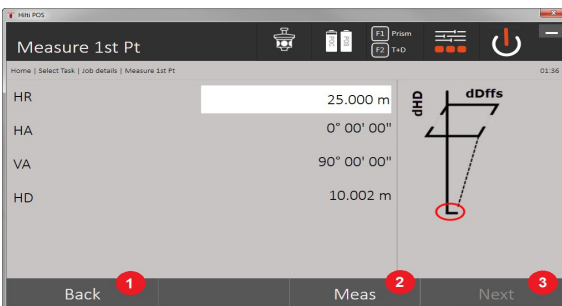 Hilti POS
Measure 1st Pt
POC
POS
F1 Prism
F2 T+D
Home | Select Task | Job details | Measure 1st Pt
01:36
HR 25.000 m
HA 0° 00' 00"
VA 90° 00' 00"
HD 10.002 m
dHD
dDffs
Back 1
Meas 2
Next 3